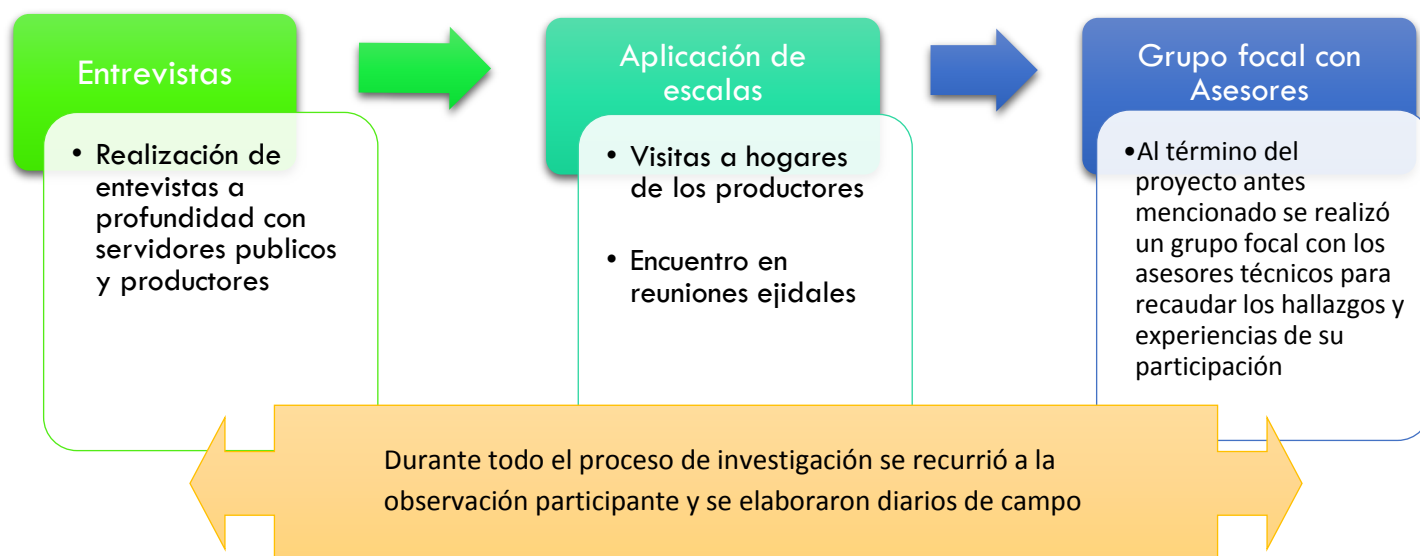 Entrevistas
• Realización de
entevistas a
profundidad con
servidores publicos
y productores
Aplicación de
escalas
• Visitas a hogares
de los productores
• Encuentro en
reuniones ejidales
Grupo focal con
Asesores
•Al término del
proyecto antes
mencionado se realizó
un grupo focal con los
asesores técnicos para
recaudar los hallazgos y
experiencias de su
participación
Durante todo el proceso de investigación se recurrió a la
observación participante y se elaboraron diarios de campo